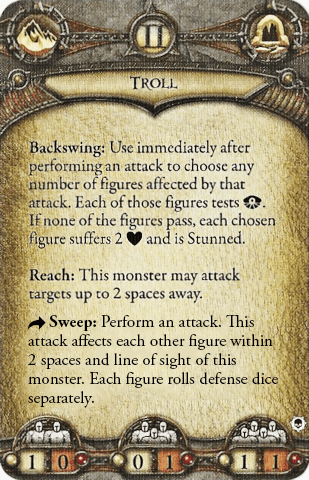 II
TROLL
Backswing: Use immediately after
performing an attack to choose any
number of figures affected by that
attack. Each of those figures tests .
If none of the figures pass, each chosen
figure suffers 2 and is Stunned.
Reach: This monster may attack
targets up to 2 spaces away.
Sweep: Perform an attack. This
attack affects each other figure within
2 spaces and line of sight of this
monster. Each figure rolls defense dice
separately.
1 0 0 1 1 1